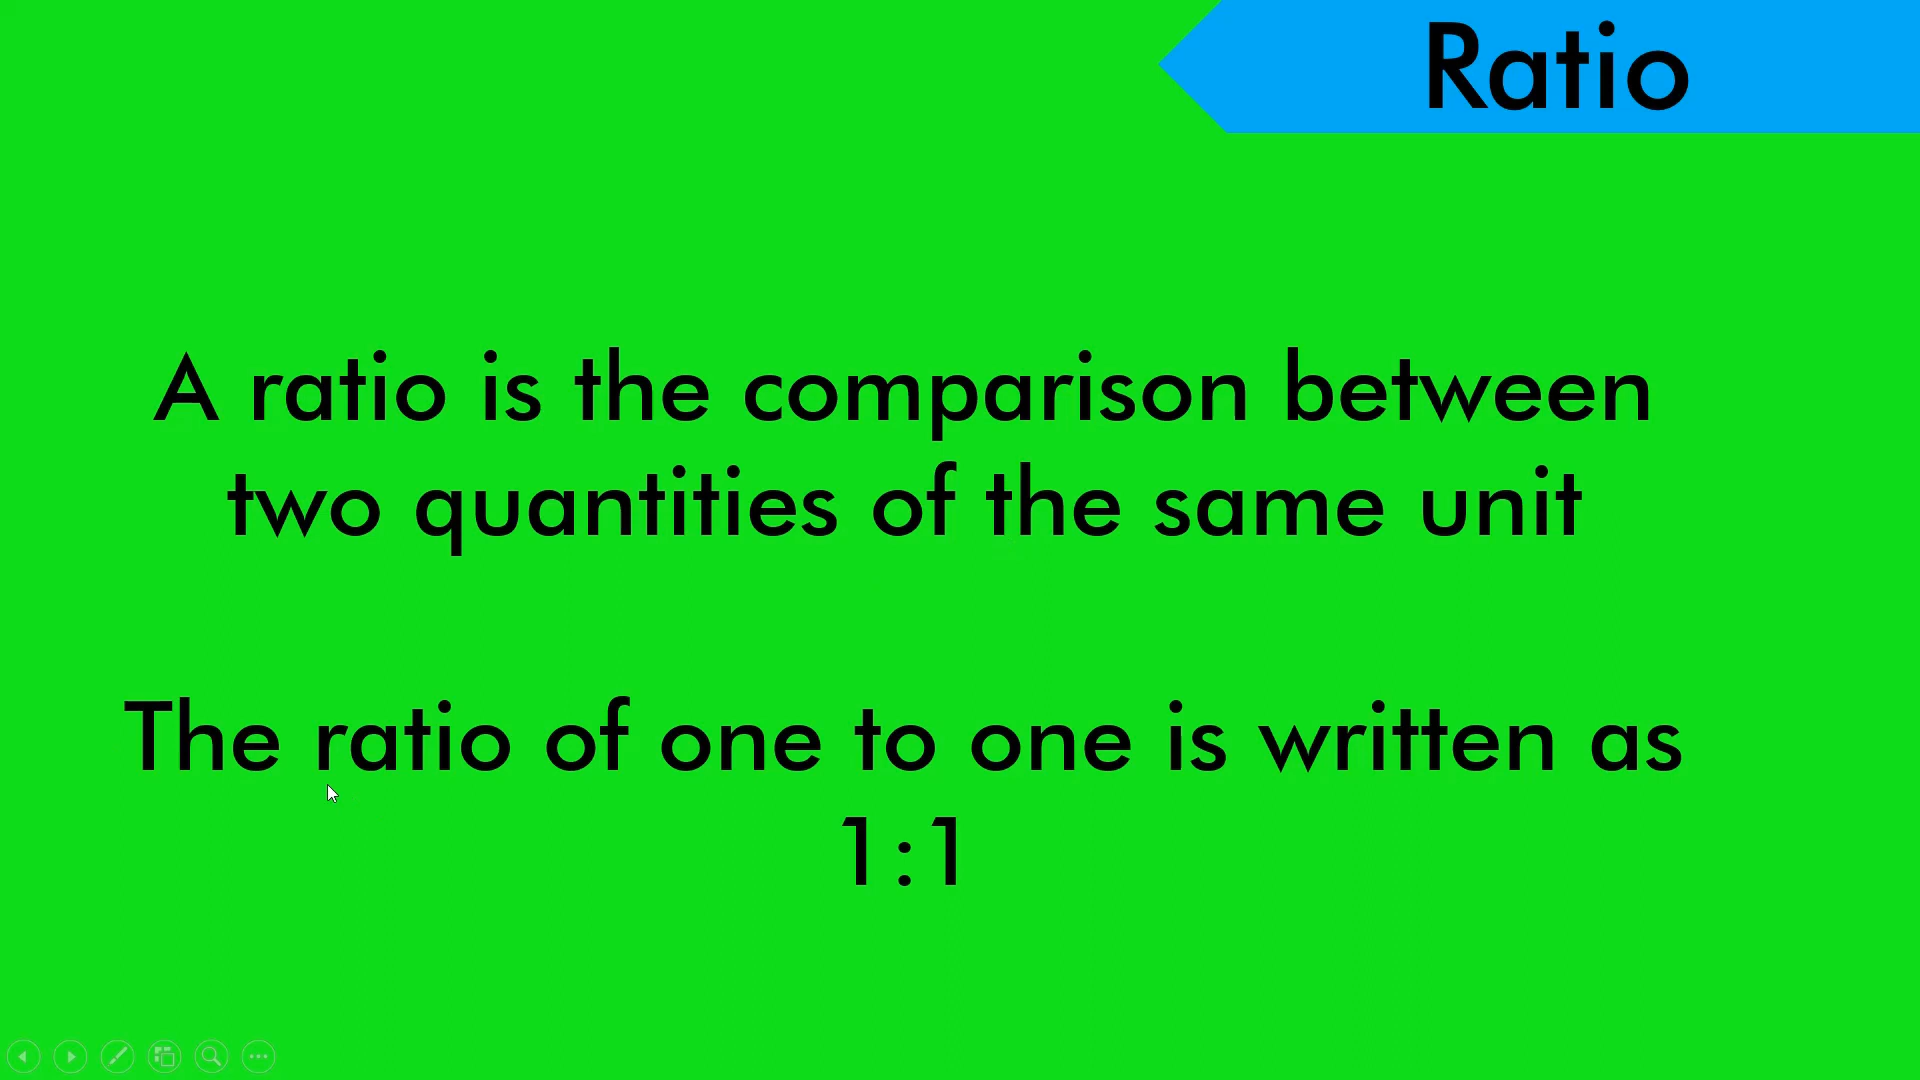 Ratio
A ratio is the comparison between
two quantities of the same unit
The ratio of one to one is written as
1:1